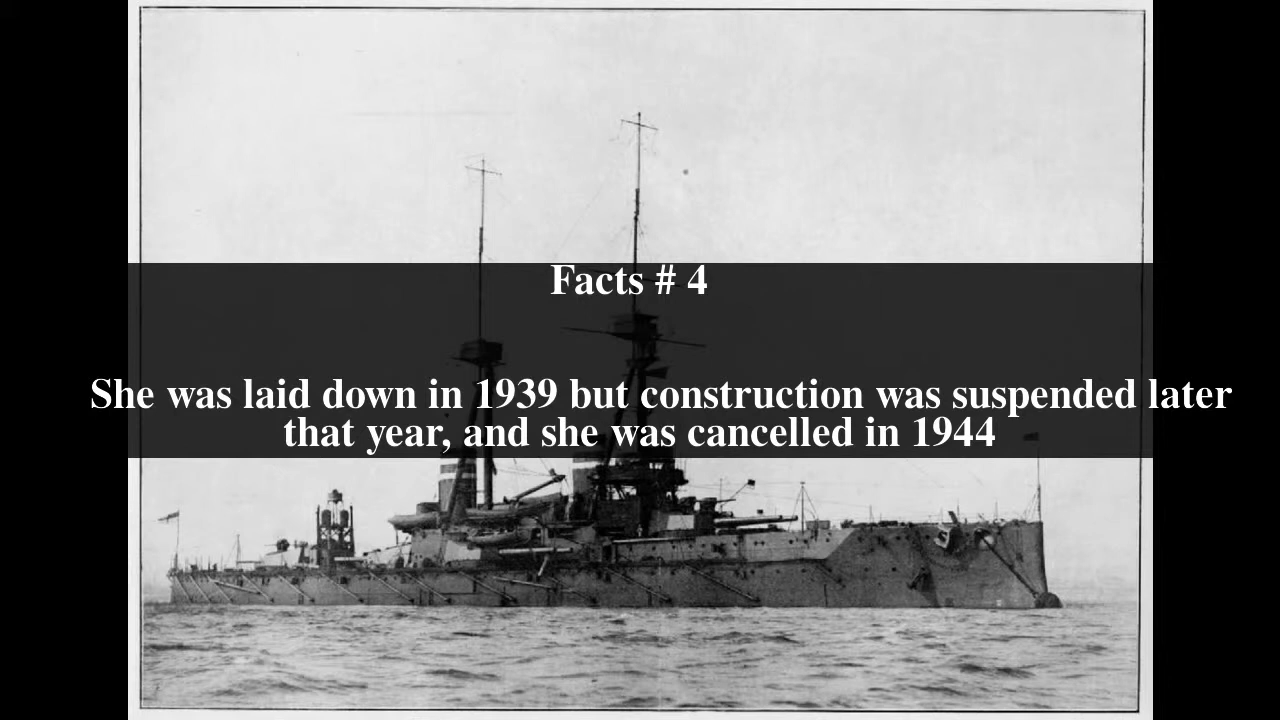 Facts # 4
She was laid down in 1939 but construction was suspended later
that year, and she was cancelled in 1944